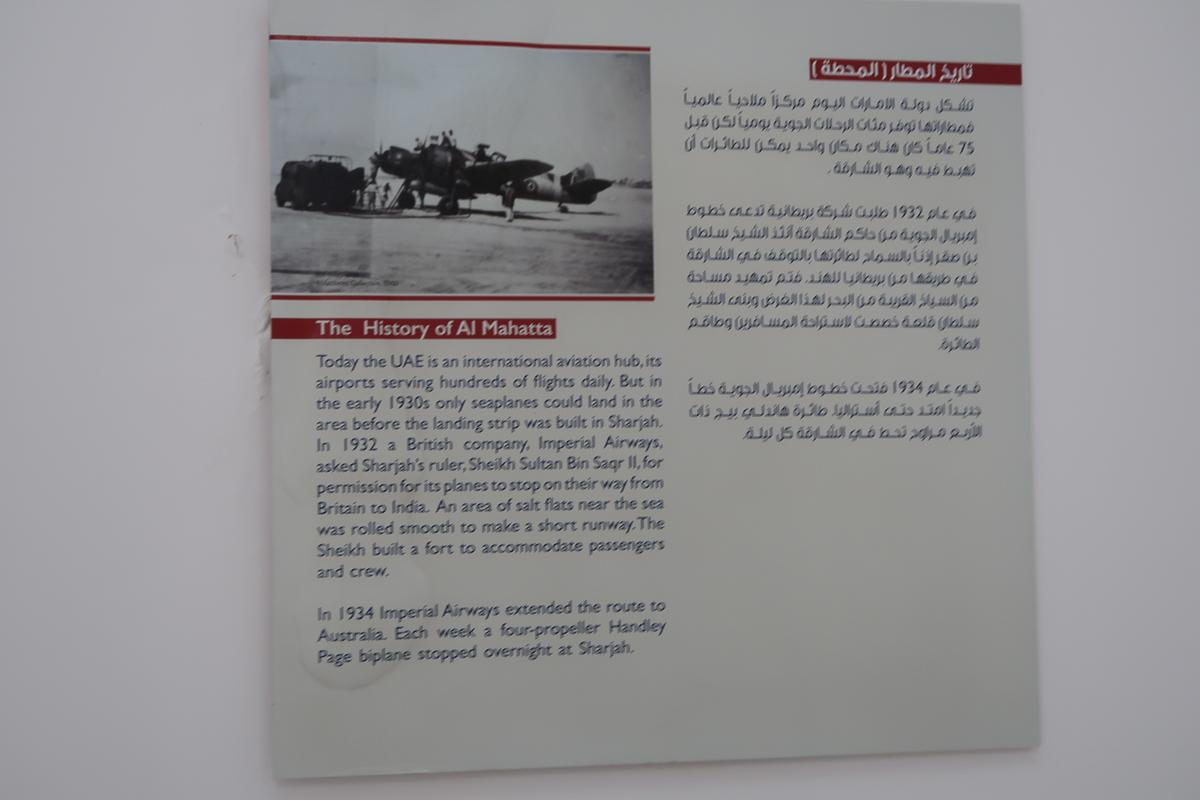 The History of Al Mahatta
Today the UAE is an international aviation hub, its
airports serving hundreds of flights daily. But in
the early 1930s only seaplanes could land in the
area before the landing strip was built in Sharjah.
In 1932 a British company, Imperial Airways,
asked Sharjah's ruler, Sheikh Sultan Bin Saqr II, for
permission for its planes to stop on their way from
Britain to India. An area of salt flats near the sea
was rolled smooth to make a short runway. The
Sheikh built a fort to accommodate passengers
and crew.
In 1934 Imperial Airways extended the route to
Australia. Each week a four-propeller Handley
Page biplane stopped overnight at Sharjah.
تاريخ المطار ( المحطة )
تشكل دولة الامارات اليوم مركزاً ملاحياً عالمياً
فمطاراتها توفر مئات الرحلات الجوية يومياً لكن قبل
75 عاماً كان هناك مكان واحد يمكن للطائرات أن
تهبط فيه وهو الشارقة .
في عام 1932 طلبت شركة بريطانية تدعى خطوط
إمبريال الجوية من حاكم الشارقة آنئذ الشيخ سلطان
بن صقر إذناً بالسماح لطائرتها بالتوقف في الشارقة
في طريقها من بريطانيا للهند. فتم تمهيد مساحة
من السباخ القريبة من البحر لهذا الغرض وبنى الشيخ
سلطان قلعة خصصت لاستراحة المسافرين وطاقم
الطائرة.
في عام 1934 فتحت خطوط إمبريال الجوية خطاً
جديداً امتد حتى أستراليا. طائرة هاندلي بيج ذات
الأربع مراوح تحط في الشارقة كل ليلة.